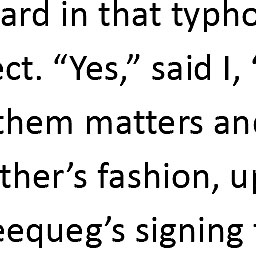 ard in that typho
ect. “Yes,” said I, “
them matters and
ther’s fashion, up
eequeg’s signing